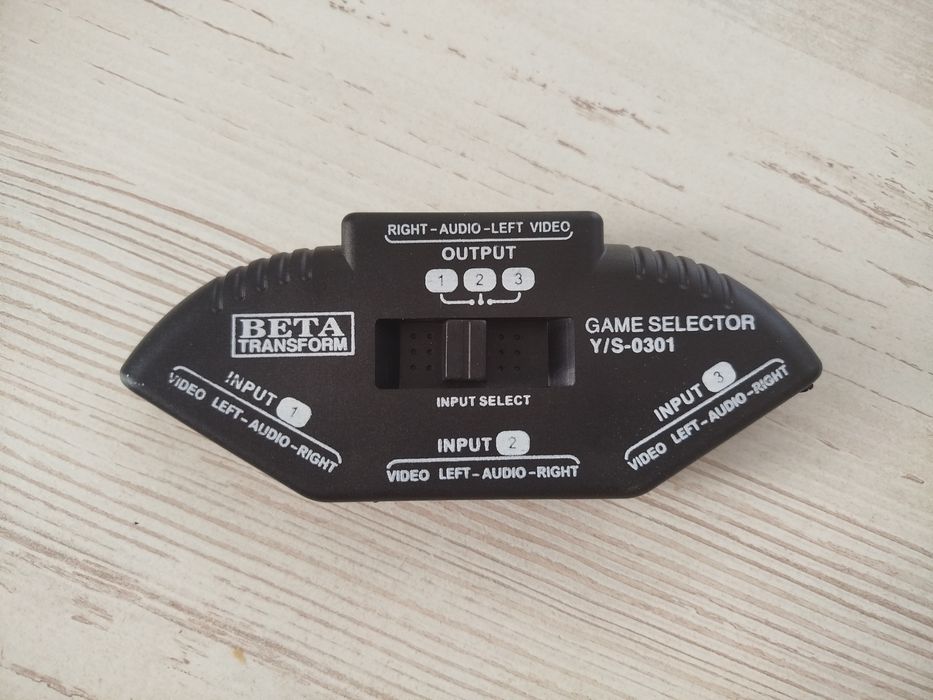 RIGHT-AUDIO-LEFT VIDEO
OUTPUT
1 2 3
BETA
TRANSFORM
GAME SELECTOR
Y/S-0301
INPUT SELECT
INPUT 1
VIDEO LEFT-AUDIO-RIGHT
INPUT 2
VIDEO LEFT-AUDIO-RIGHT
INPUT 3
VIDEO LEFT-AUDIO-RIGHT